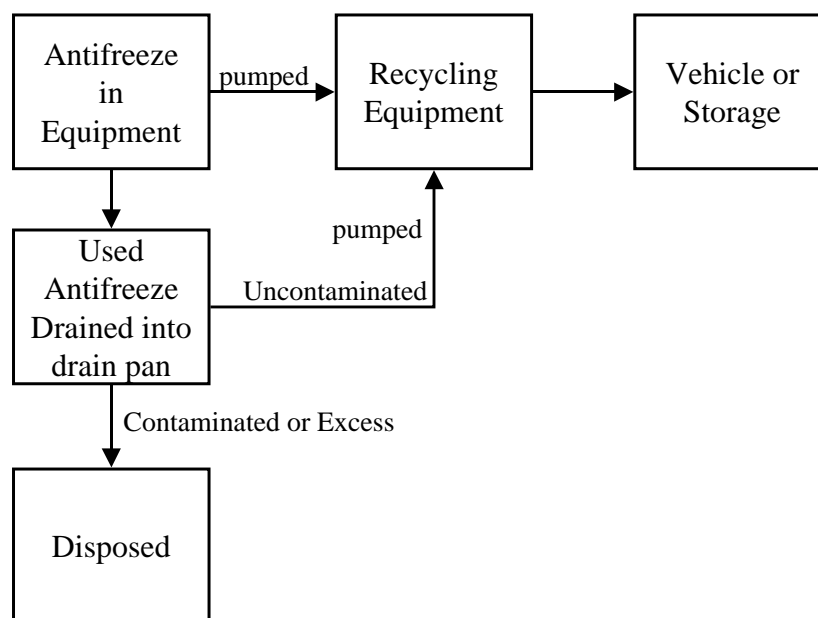 Antifreeze
in
Equipment
pumped
Recycling
Equipment
Vehicle or
Storage
Used
Antifreeze
Drained into
drain pan
pumped
Uncontaminated
Contaminated or Excess
Disposed